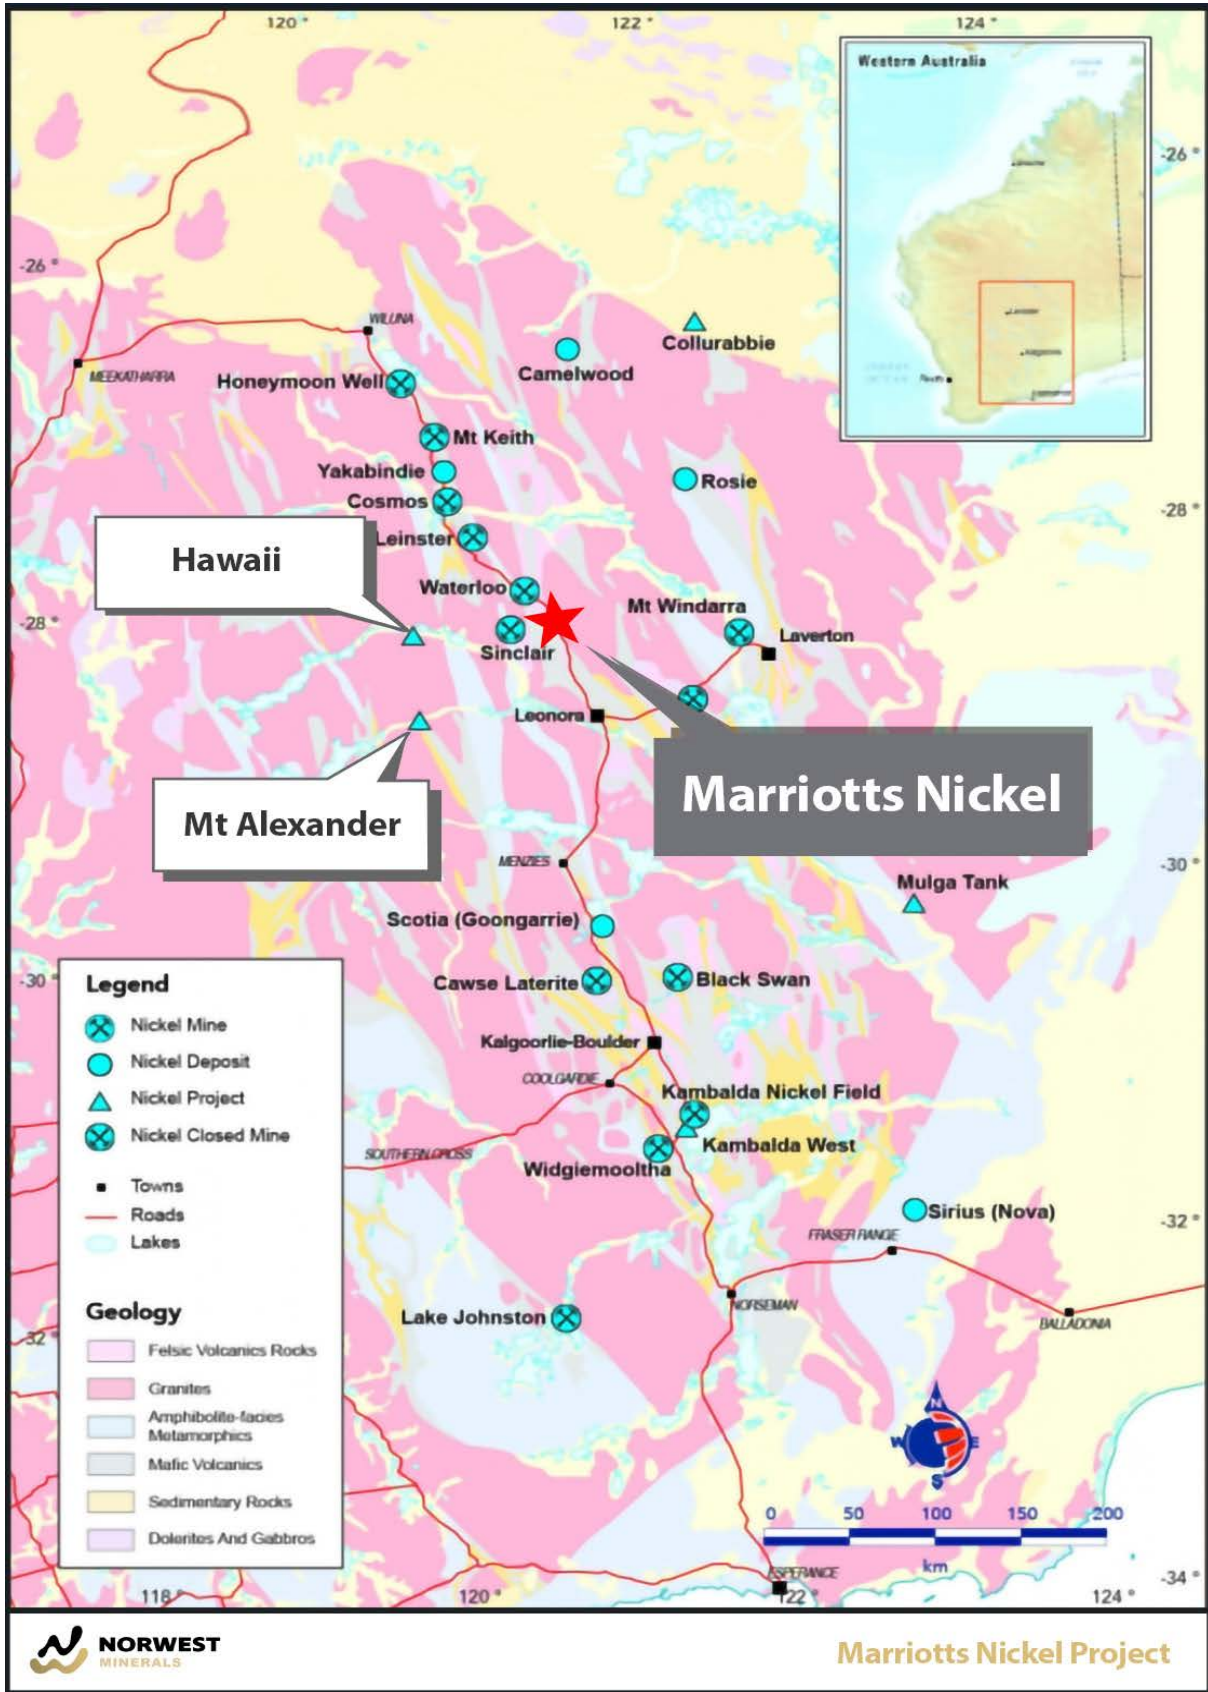 120 °
122 °
124 °
Western Australia
-26 °
-26 °
WILUNA
Collurabbie
MEEKATHARRA
Honeymoon Well
Camelwood
Mt Keith
Yakabindie
Rosie
Cosmos
-28 °
Leinster
Hawaii
Waterloo
Mt Windarra
-28 °
Laverton
Sinclair
Leonora
Marriotts Nickel
Mt Alexander
MENZIES
-30 °
Mulga Tank
Scotia (Goongarrie)
-30 °
Cawse Laterite
Black Swan
Legend
Nickel Mine
Nickel Deposit
Nickel Project
Nickel Closed Mine
Towns
Roads
Lakes
Kalgoorlie-Boulder
COOLGARDIE
Kambalda Nickel Field
Kambalda West
SOUTHERN CROSS
Widgiemooltha
Sirius (Nova)
-32 °
FRASER RANGE
NORSEMAN
BALLADONIA
Lake Johnston
32
Geology
Felsic Volcanics Rocks
Granites
Amphibolite-facies
Metamorphics
Mafic Volcanics
Sedimentary Rocks
Dolerites And Gabbros
N
W
E
S
0 50 100 150 200
km
ESPERANCE
-34 °
118 °
120 °
122 °
124 °
NORWEST
MINERALS
Marriotts Nickel Project